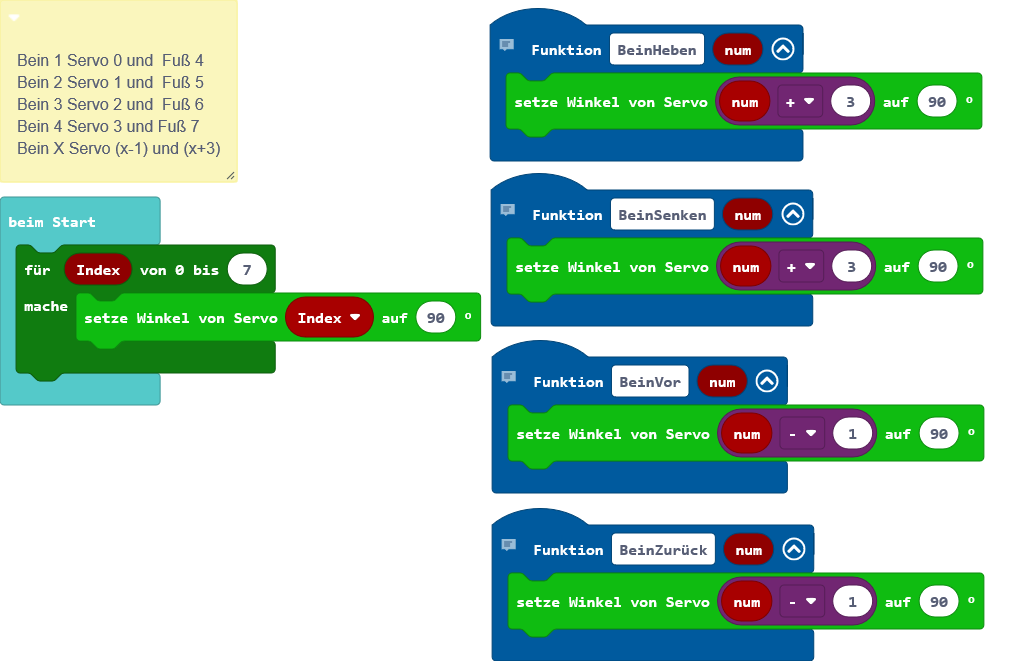 Bein 1 Servo 0 und  Fuß 4
Bein 2 Servo 1 und  Fuß 5
Bein 3 Servo 2 und  Fuß 6
Bein 4 Servo 3 und Fuß 7
Bein X Servo (x-1) und (x+3)
beim Start
für Index von 0 bis 7
mache
setze Winkel von Servo Index auf 90 °
Funktion BeinHeben num
setze Winkel von Servo num + 3 auf 90 °
Funktion BeinSenken num
setze Winkel von Servo num + 3 auf 90 °
Funktion BeinVor num
setze Winkel von Servo num - 1 auf 90 °
Funktion BeinZurück num
setze Winkel von Servo num - 1 auf 90 °